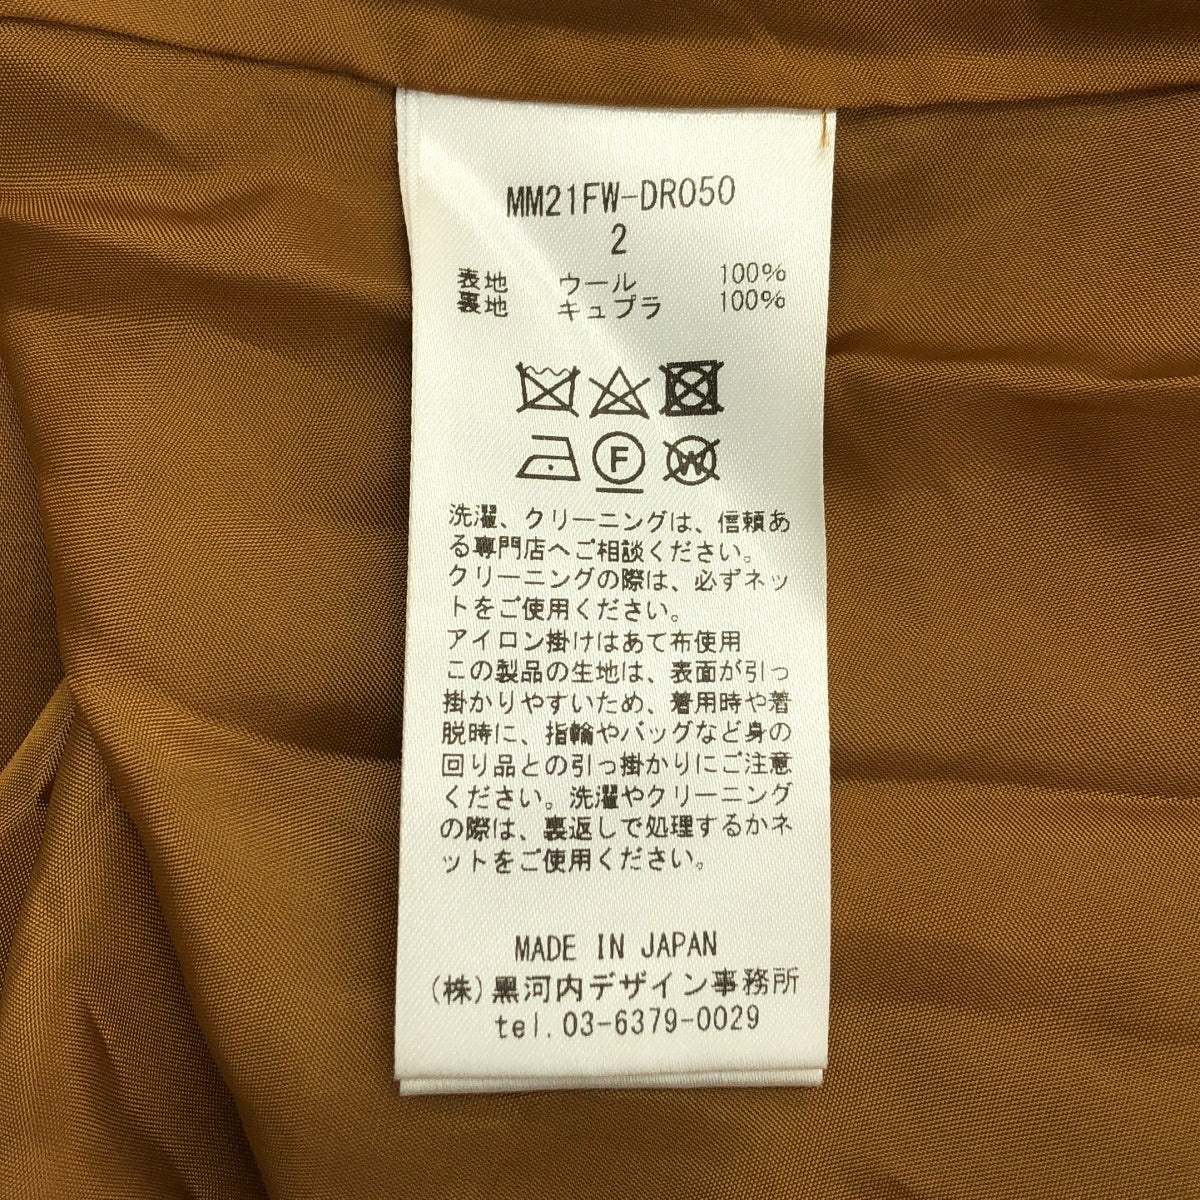 MM21FW-DR050
2
表地 ウール 100%
裏地 キュプラ 100%
F
W
洗濯、クリーニングは、信頼あ
る専門店へご相談ください。
クリーニングの際は、必ずネッ
トをご使用ください。
アイロン掛けはあて布使用
この製品の生地は、表面が引っ
掛かりやすいため、着用時や着
脱時に、指輪やバッグなど身の
回り品との引っ掛かりにご注意
ください。洗濯やクリーニング
の際は、裏返しで処理するかネ
ットをご使用ください。
MADE IN JAPAN
(株)黒河内デザイン事務所
tel.03-6379-0029